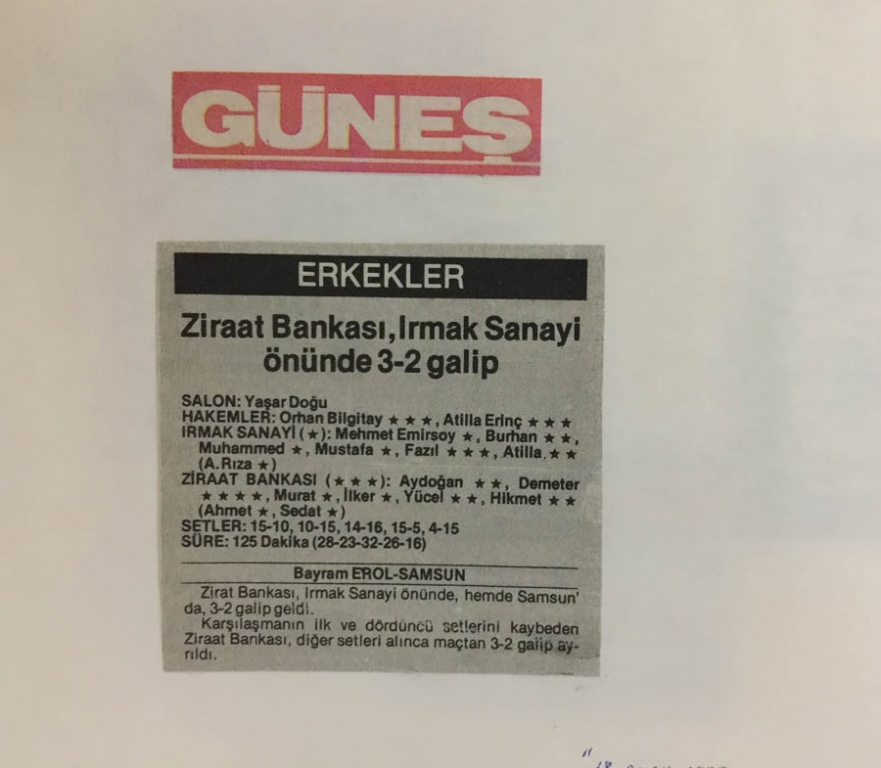 GÜNEŞ
ERKEKLER
Ziraat Bankası, Irmak Sanayi
önünde 3-2 galip
SALON: Yaşar Doğu
HAKEMLER: Orhan Bilgitay ★ ★ ★, Atilla Erinç ★ ★ ★
IRMAK SANAYİ (★): Mehmet Emirsoy ★, Burhan ★ ★,
Muhammed ★, Mustafa ★, Fazıl ★ ★ ★, Atilla ★ ★
(A.Rıza ★)
ZİRAAT BANKASI (★ ★ ★): Aydoğan ★ ★, Demeter
★ ★ ★ ★, Murat ★, İlker ★, Yücel ★ ★, Hikmet ★ ★
(Ahmet ★, Sedat ★)
SETLER: 15-10, 10-15, 14-16, 15-5, 4-15
SÜRE: 125 Dakika (28-23-32-26-16)
Bayram EROL-SAMSUN
Zirat Bankası, Irmak Sanayi önünde, hemde Samsun'
da, 3-2 galip geldi.
Karşılaşmanın ilk ve dördüncü setlerini kaybeden
Ziraat Bankası, diğer setleri alınca maçtan 3-2 galip ay-
rıldı.